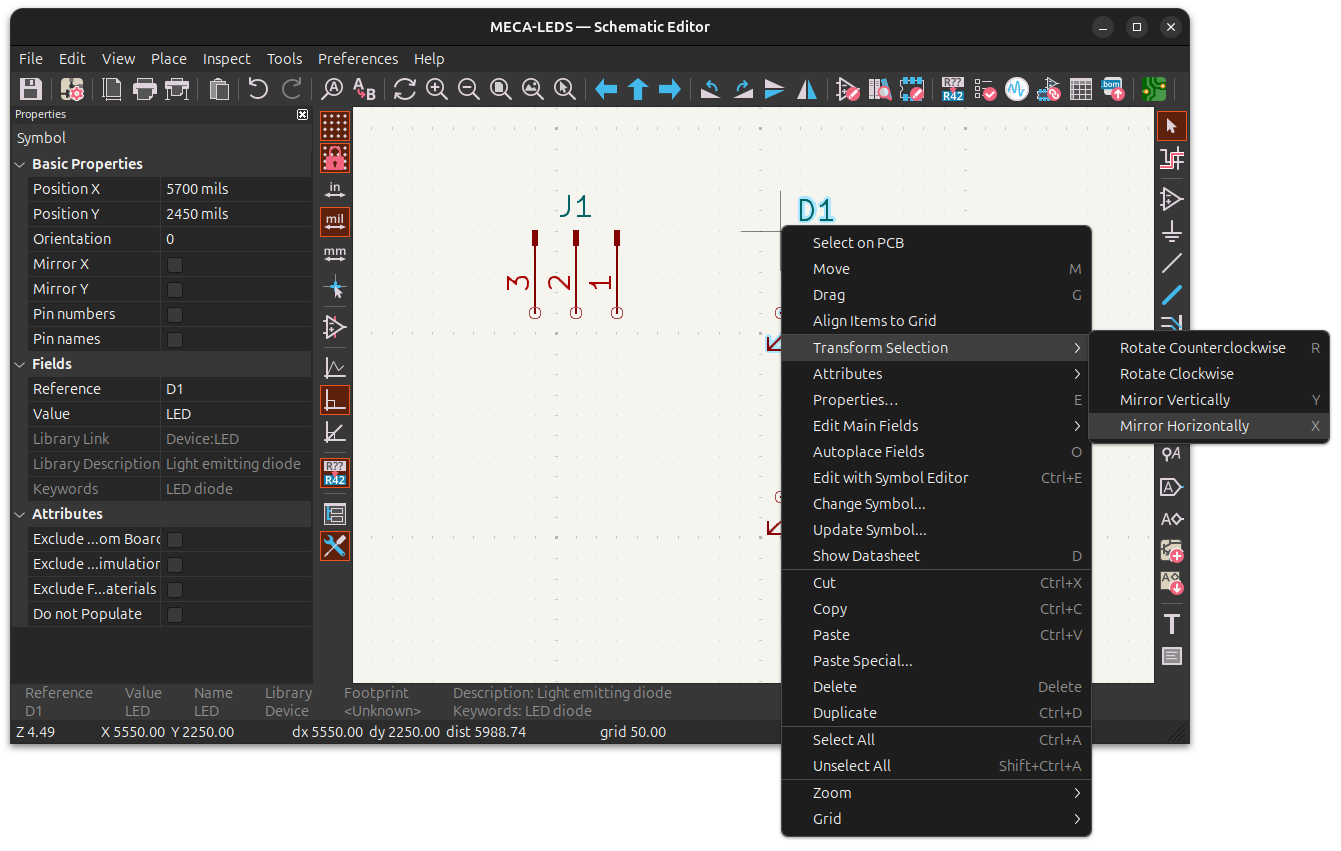 MECA-LEDS — Schematic Editor
File Edit View Place Inspect Tools Preferences Help
A
A B
R??
R42
bom
Properties
Symbol
Basic Properties
Position X 5700 mils
Position Y 2450 mils
Orientation 0
Mirror X
Mirror Y
Pin numbers
Pin names
Fields
Reference D1
Value LED
Library Link Device:LED
Library Description Light emitting diode
Keywords LED diode
Attributes
Exclude ...om Board
Exclude ...imulation
Exclude F...aterials
Do not Populate
in
mil
mm
R??
R42
J1
3 2 1
D1
Select on PCB
Move M
Drag G
Align Items to Grid
Transform Selection
Attributes
Properties... E
Edit Main Fields
Autoplace Fields O
Edit with Symbol Editor Ctrl+E
Change Symbol...
Update Symbol...
Show Datasheet D
Cut Ctrl+X
Copy Ctrl+C
Paste Ctrl+V
Paste Special...
Delete Delete
Duplicate Ctrl+D
Select All Ctrl+A
Unselect All Shift+Ctrl+A
Zoom
Grid
Rotate Counterclockwise R
Rotate Clockwise
Mirror Vertically Y
Mirror Horizontally X
A
A
A
A
T
Reference Value Name Library Footprint Description: Light emitting diode
D1 LED LED Device <Unknown> Keywords: LED diode
Z 4.49 X 5550.00 Y 2250.00 dx 5550.00 dy 2250.00 dist 5988.74 grid 50.00